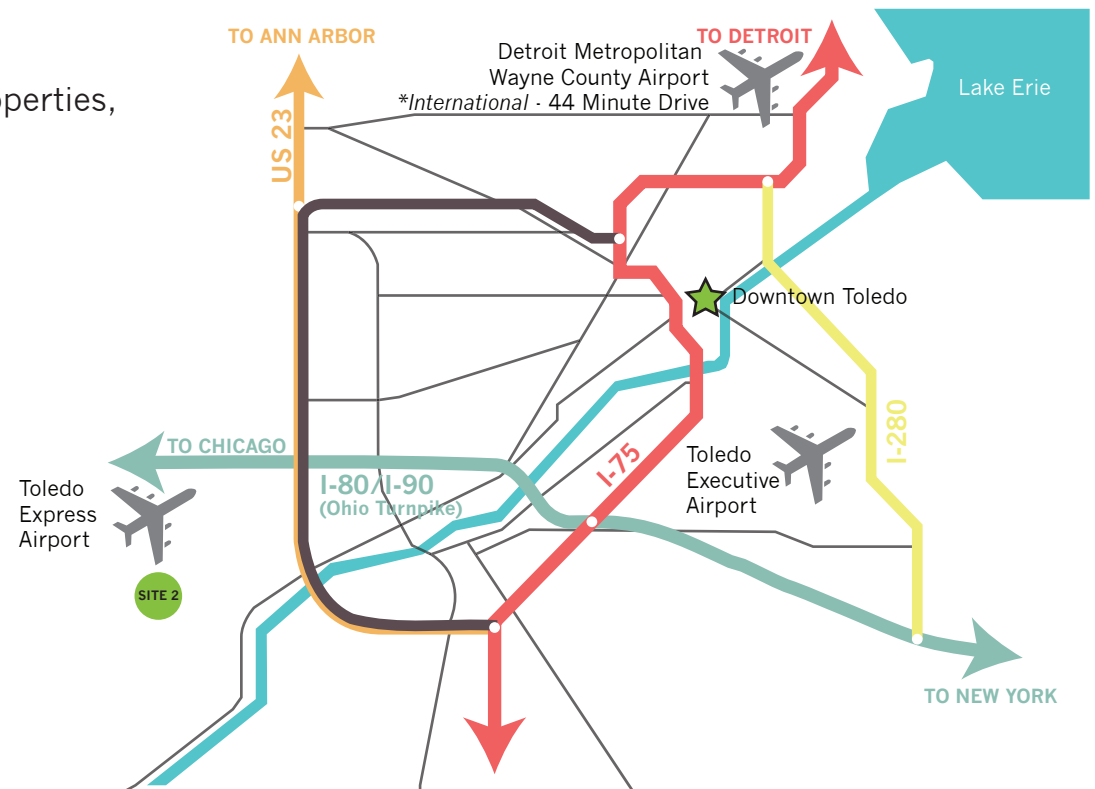 operties,
TO ANN ARBOR
US 23
TO DETROIT
Detroit Metropolitan
Wayne County Airport
*International - 44 Minute Drive
Lake Erie
Downtown Toledo
TO CHICAGO
I-80/I-90
(Ohio Turnpike)
I-75
I-280
Toledo
Executive
Airport
Toledo
Express
Airport
SITE 2
TO NEW YORK